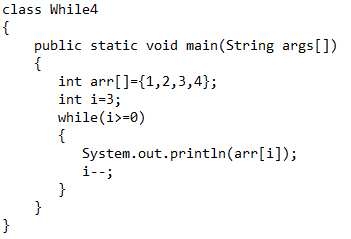 class While4
{
    public static void main(String args[])
    {
       int arr[]={1,2,3,4};
       int i=3;
       while(i>=0)
       {
          System.out.println(arr[i]);
          i--;
       }
    }
}